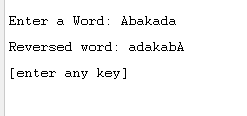 Enter a Word: Abakada
Reversed word: adakabA
[enter any key]